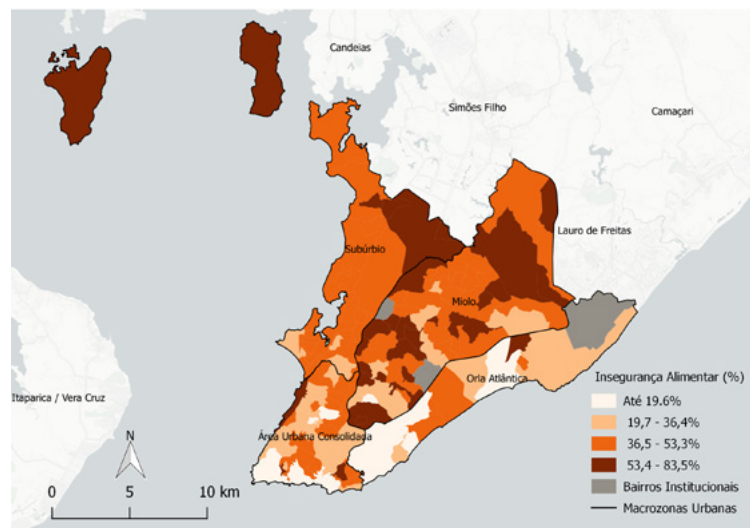 Candeias
Simões Filho
Camaçari
Lauro de Freitas
Subúrbio
Miolo
Orla Atlântica
Itaparica / Vera Cruz
Área Urbana Consolidada
N
0 5 10 km
Insegurança Alimentar (%)
Até 19.6%
19,7 - 36,4%
36,5 - 53,3%
53,4 - 83,5%
Bairros Institucionais
Macrozonas Urbanas